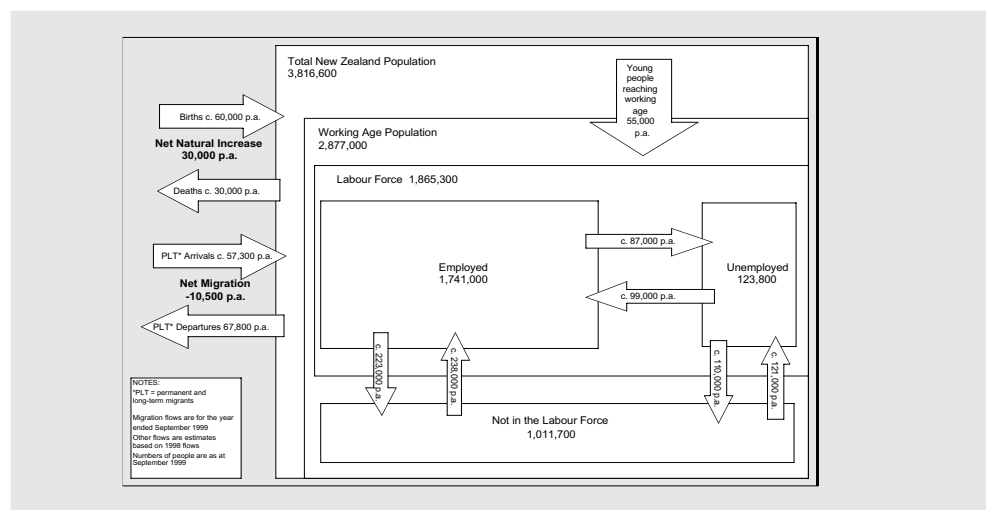 Total New Zealand Population
3,816,600
Young
people
reaching
working
age
55,000
p.a.
Births c. 60,000 p.a.
Net Natural Increase
30,000 p.a.
Deaths c. 30,000 p.a.
Working Age Population
2,877,000
Labour Force 1,865,300
PLT* Arrivals c. 57,300 p.a.
Net Migration
-10,500 p.a.
PLT* Departures 67,800 p.a.
Employed
1,741,000
c. 87,000 p.a.
c. 99,000 p.a.
Unemployed
123,800
c. 223,000 p.a.
c. 238,000 p.a.
c. 110,000 p.a.
c. 121,000 p.a.
Not in the Labour Force
1,011,700
NOTES:
*PLT = permanent and
long-term migrants
Migration flows are for the year
ended September 1999
Other flows are estimates
based on 1998 flows
Numbers of people are as at
September 1999